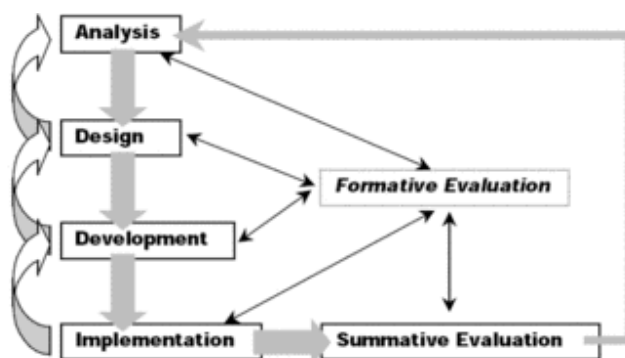 Analysis
Design
Formative Evaluation
Development
Implementation
Summative Evaluation